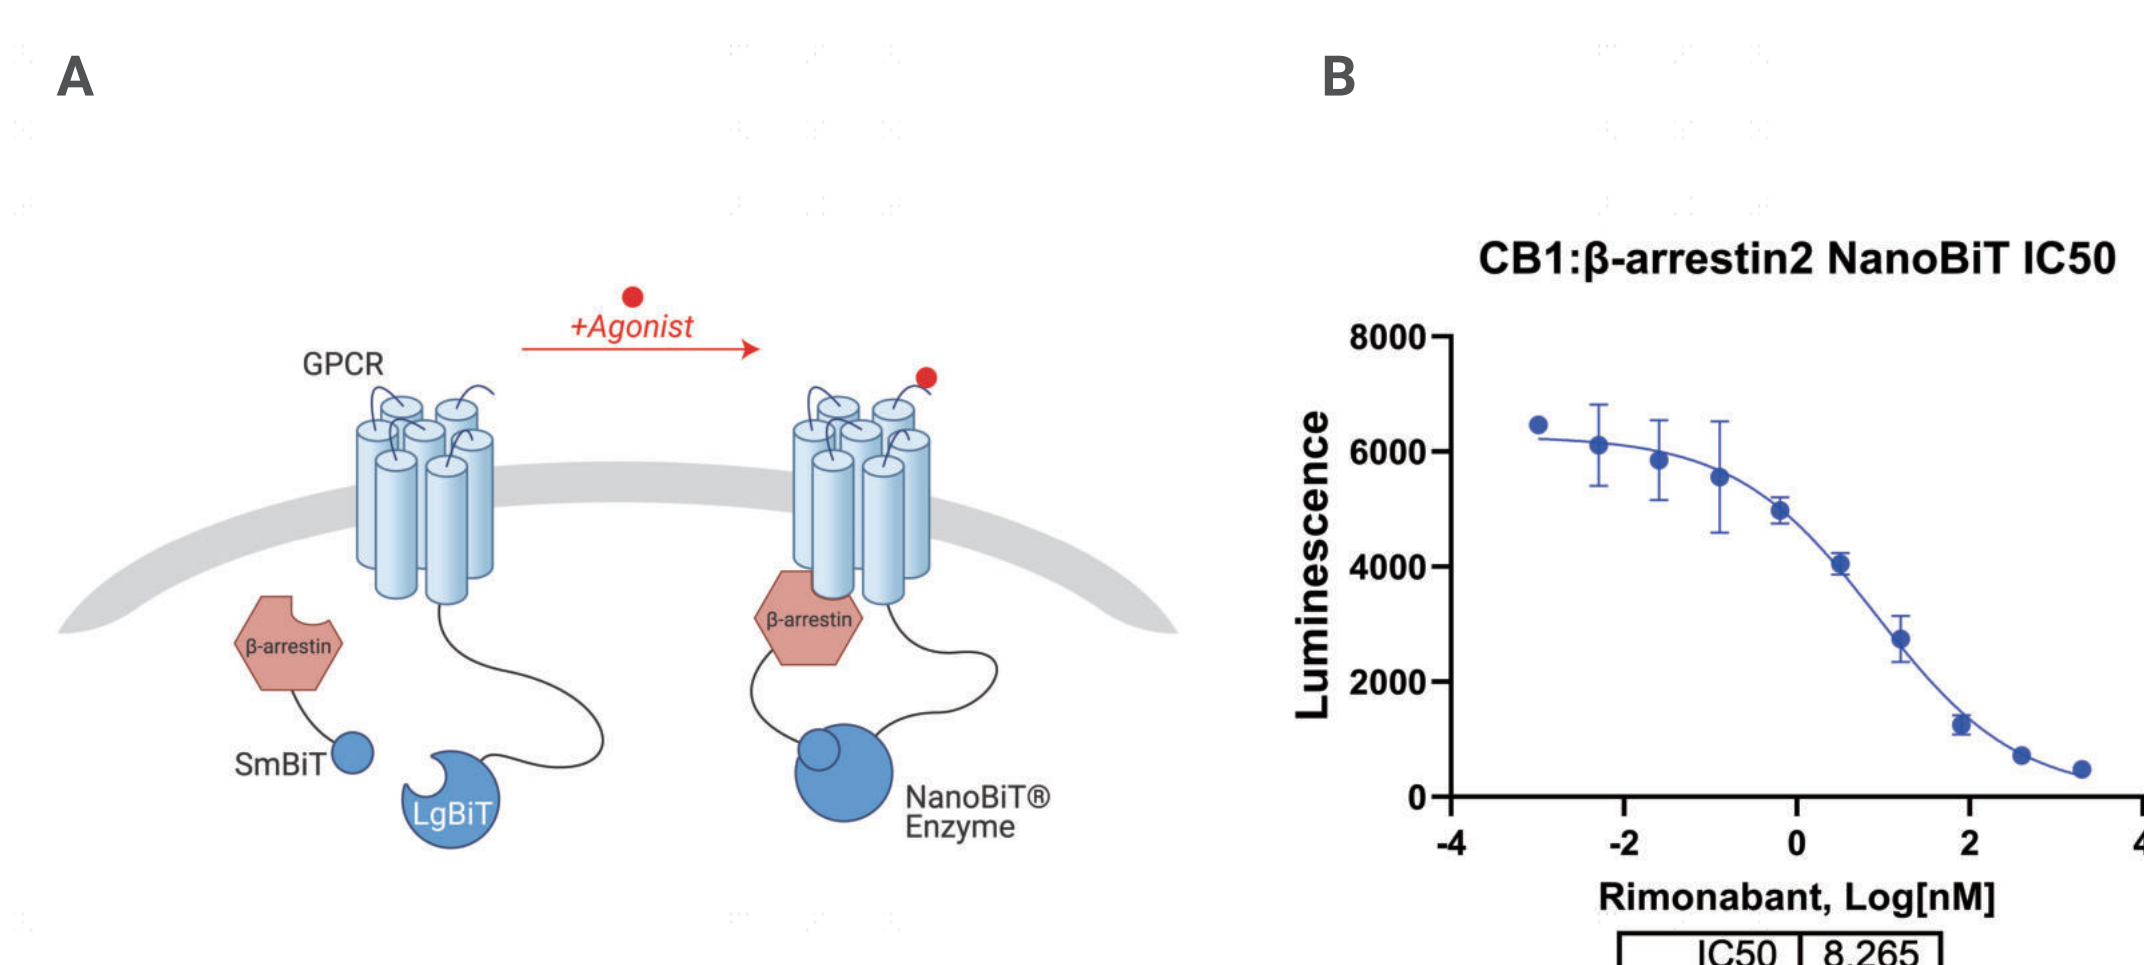 A
GPCR
+Agonist
β-arrestin
SmBiT
LgBiT
β-arrestin
NanoBiT®
Enzyme
B
CB1:β-arrestin2 NanoBiT IC50
Luminescence
8000
6000
4000
2000
0
-4 -2 0 2 4
Rimonabant, Log[nM]
IC50 8.265